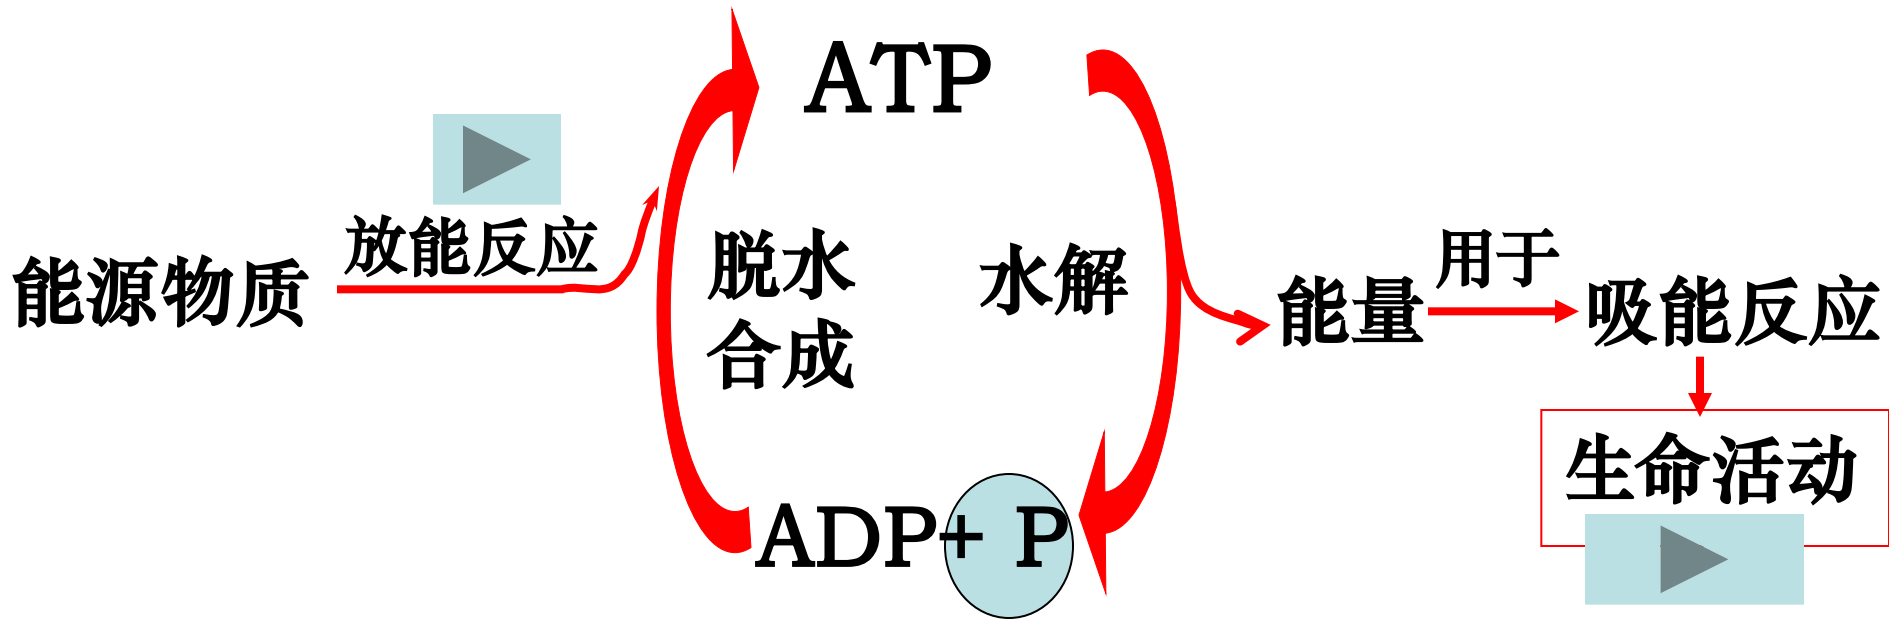 ATP
放能反应
能源物质
脱水
合成
水解
能量
用于
吸能反应
生命活动
ADP+ P